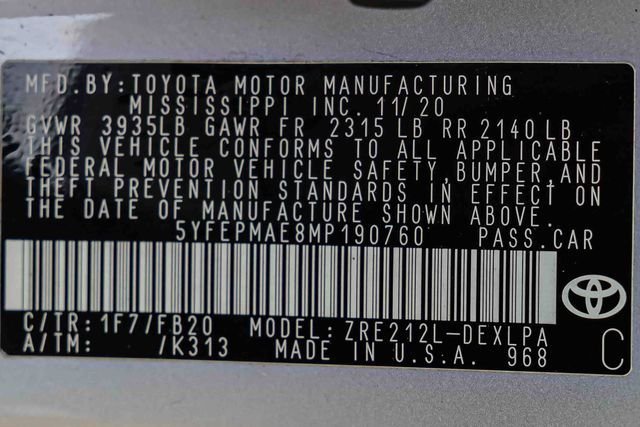 MFD.BY:TOYOTA MOTOR MANUFACTURING
MISSISSIPPI INC. 11/20
GVWR 3935LB GAWR FR 2315 LB RR 2140 LB
THIS VEHICLE CONFORMS TO ALL APPLICABLE
FEDERAL MOTOR VEHICLE SAFETY,BUMPER,AND
THEFT PREVENTION STANDARDS IN EFFECT ON
THE DATE OF MANUFACTURE SHOWN ABOVE.
5YFEPMAE8MP190760 PASS.CAR
C/TR:1F7/FB20 MODEL:ZRE212L-DEXLPA
A/TM: /K313 MADE IN U.S.A. 968 C